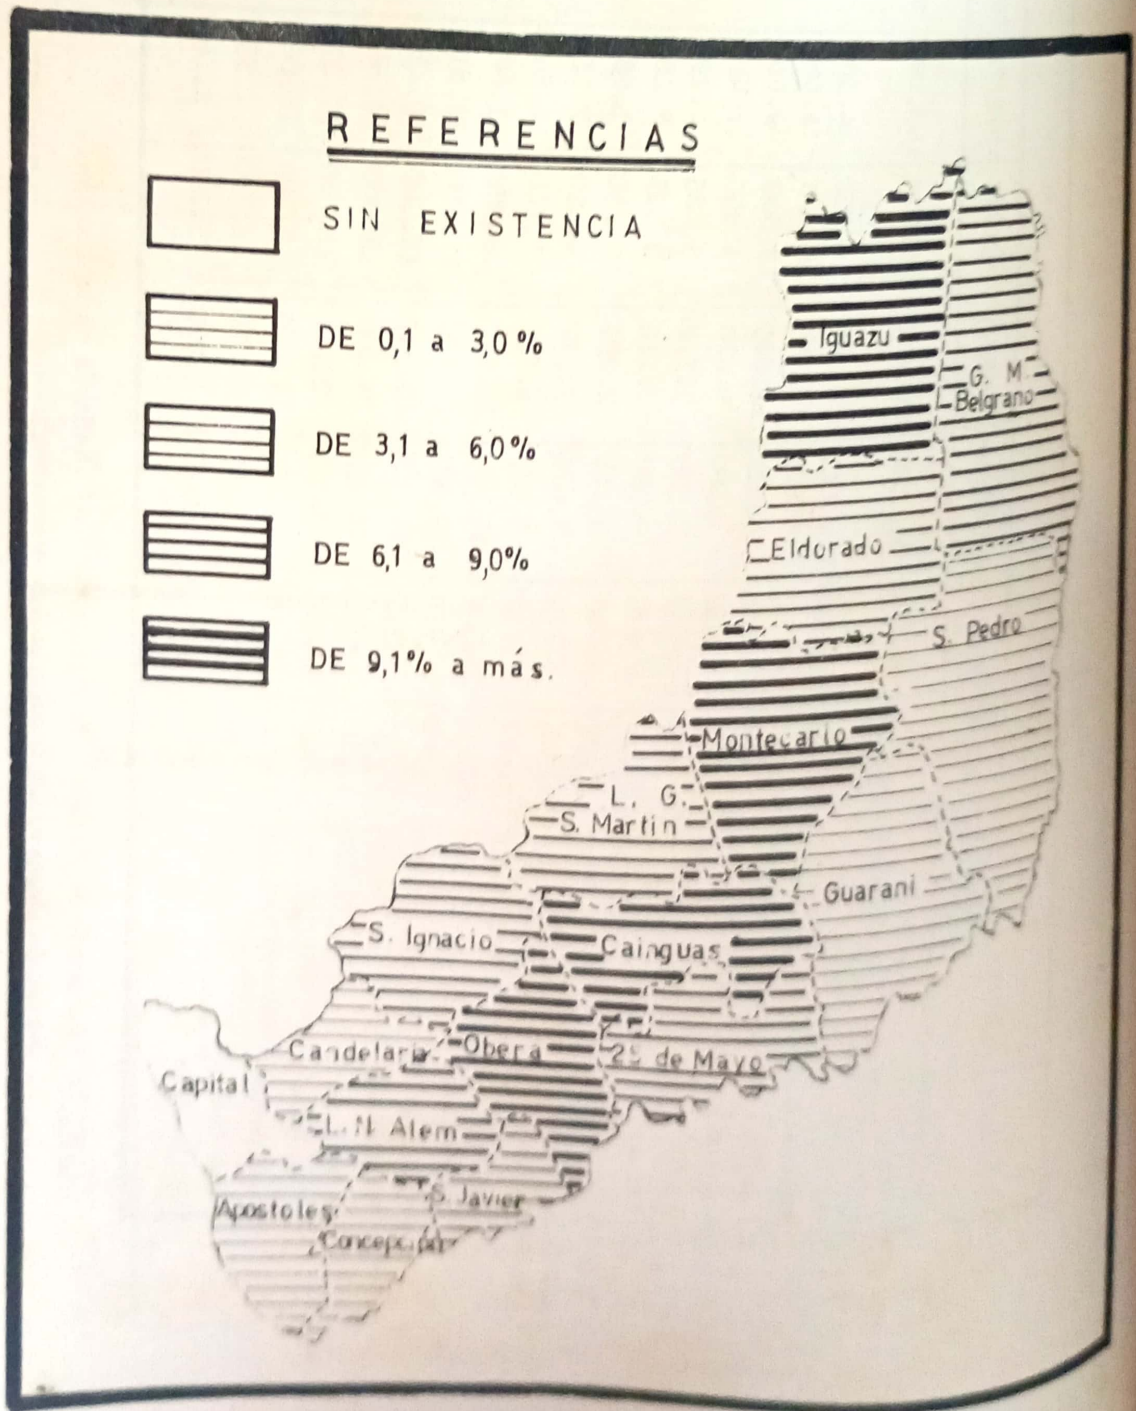 REFERENCIAS
SIN EXISTENCIA
DE 0,1 a 3,0%
DE 3,1 a 6,0%
DE 6,1 a 9,0%
DE 9,1% a más.
Iguazu
G. M.
Belgrano
Eldorado
S. Pedro
Montecarlo
L. G.
S. Martin
Guarani
S. Ignacio
Cainguas
Candelaria
Obera
25 de Mayo
Capital
L. N. Alem
S. Javier
Apostoles
Concepción